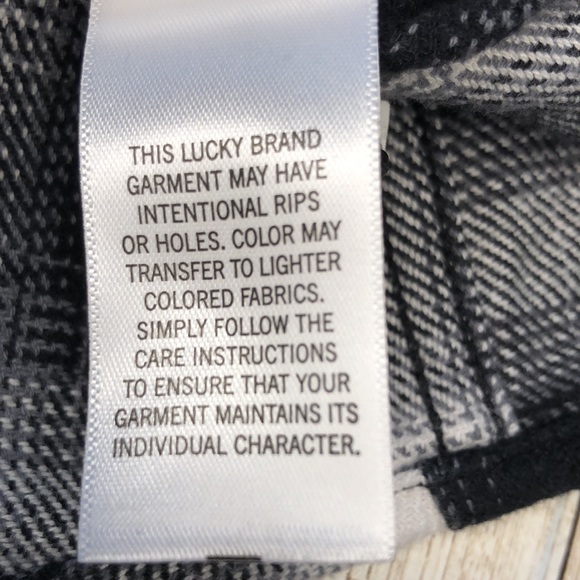 THIS LUCKY BRAND
GARMENT MAY HAVE
INTENTIONAL RIPS
OR HOLES. COLOR MAY
TRANSFER TO LIGHTER
COLORED FABRICS.
SIMPLY FOLLOW THE
CARE INSTRUCTIONS
TO ENSURE THAT YOUR
GARMENT MAINTAINS ITS
INDIVIDUAL CHARACTER.